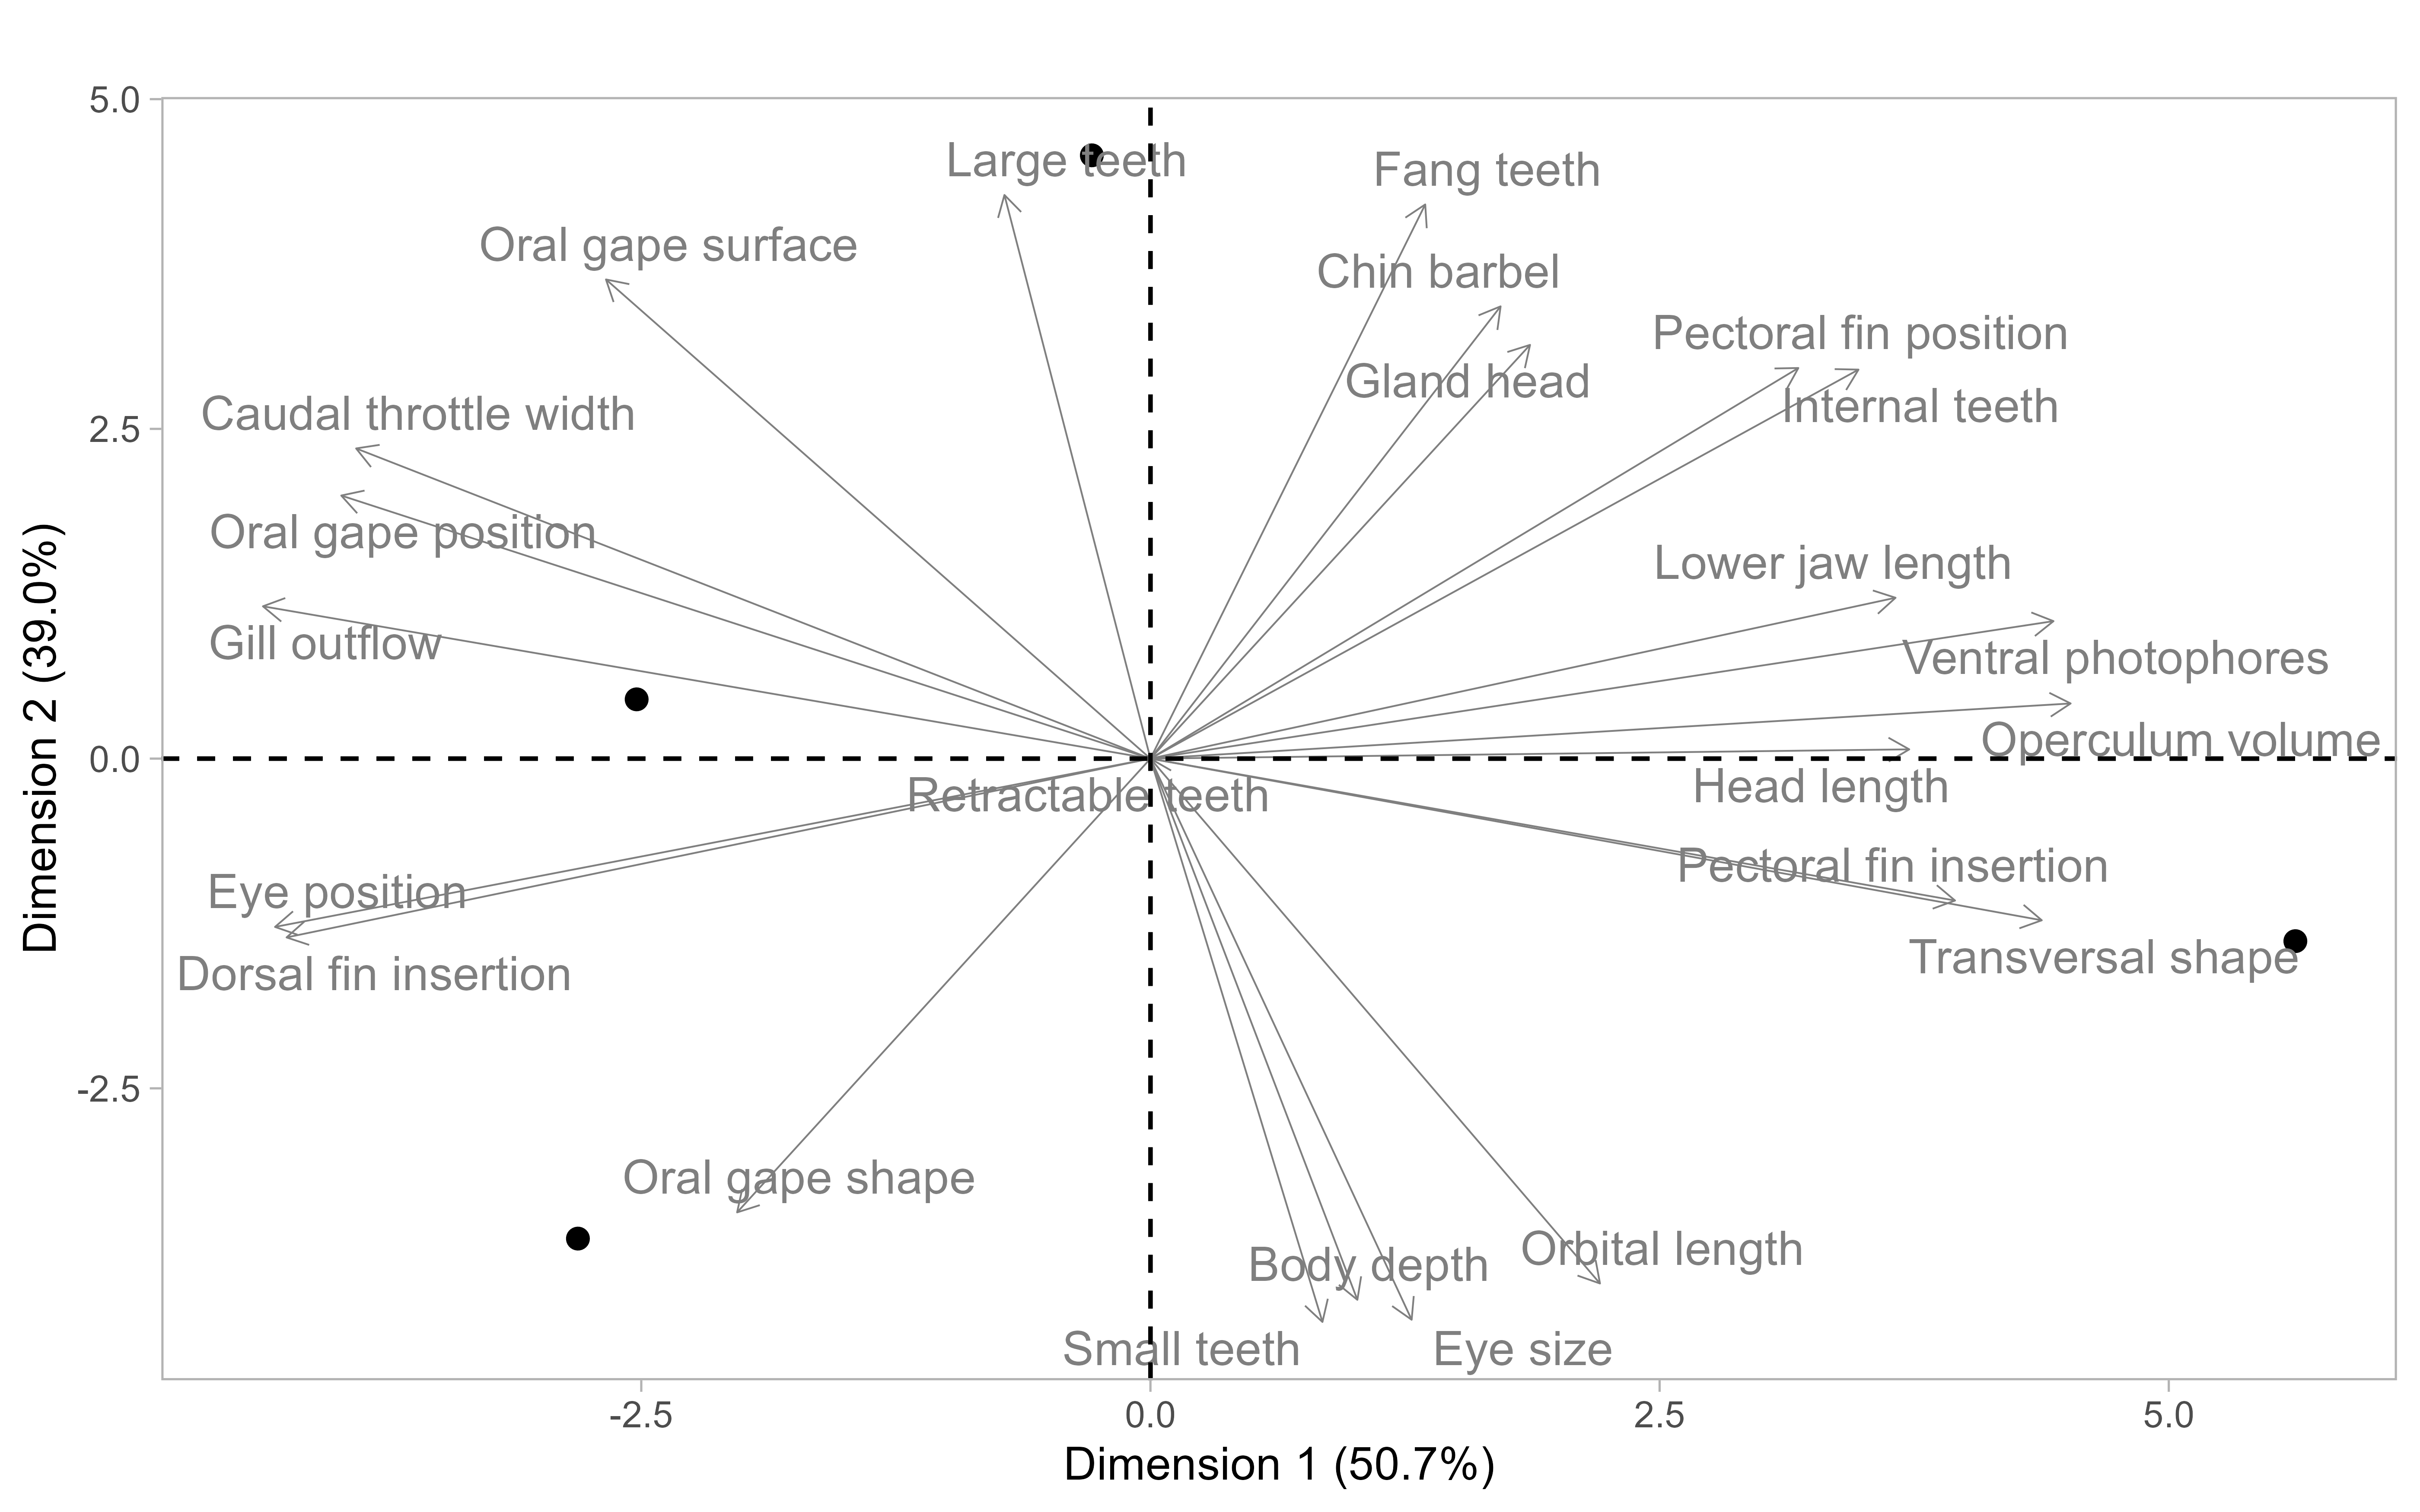 5.0
Large teeth
Fang teeth
Oral gape surface
Chin barbel
Pectoral fin position
Gland head
Internal teeth
Caudal throttle width
2.5
Oral gape position
Lower jaw length
Gill outflow
Ventral photophores
Operculum volume
0.0
Retractable teeth
Head length
Pectoral fin insertion
Eye position
Transversal shape
Dorsal fin insertion
-2.5
Oral gape shape
Orbital length
Body depth
Small teeth
Eye size
-2.5
0.0
2.5
5.0
Dimension 1 (50.7%)
Dimension 2 (39.0%)